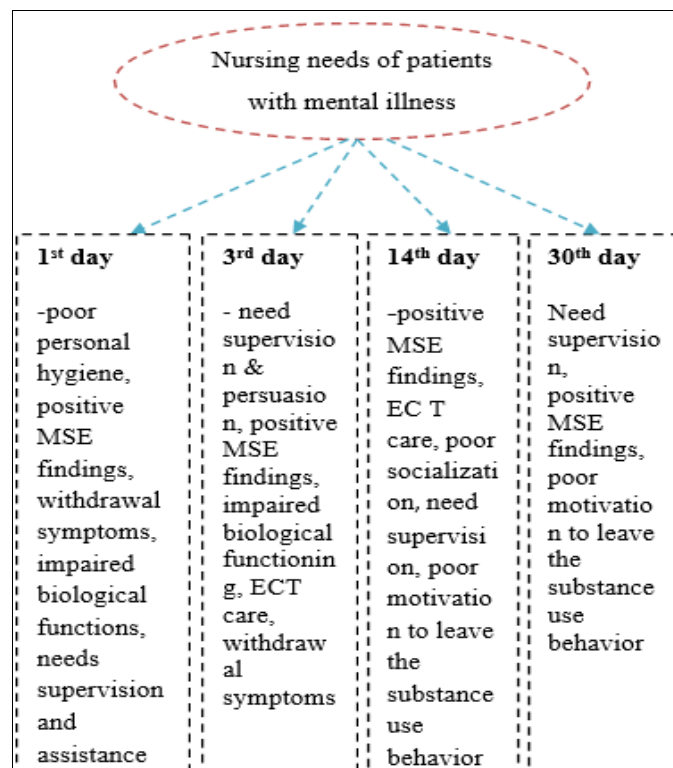 Nursing needs of patients
with mental illness
1st day
-poor
personal
hygiene,
positive
MSE
findings,
withdrawal
symptoms,
impaired
biological
functions,
needs
supervision
and
assistance
3rd day
- need
supervisio
n &
persuasio
n, positive
MSE
findings,
impaired
biological
functionin
g, ECT
care,
withdraw
al
symptoms
14th day
-positive
MSE
findings,
EC T
care, poor
socializati
on, need
supervisi
on, poor
motivatio
n to leave
the
substance
use
behavior
30th day
Need
supervisio
n,
positive
MSE
findings,
poor
motivatio
n to leave
the
substance
use
behavior